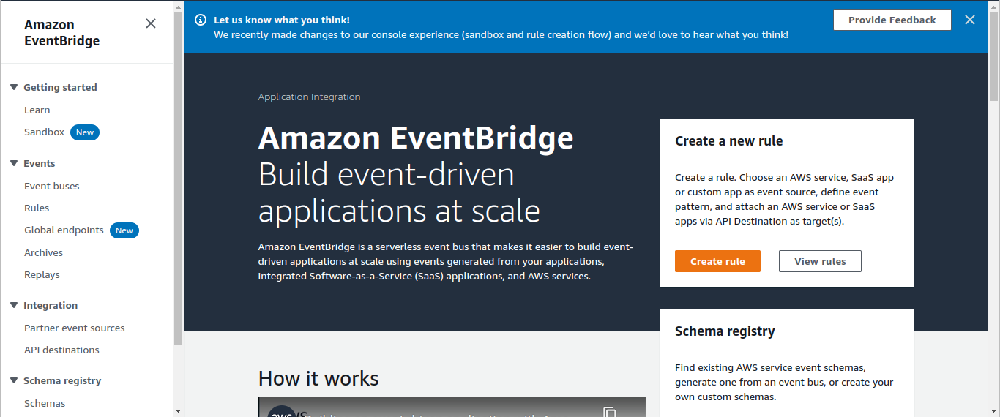 Amazon
EventBridge
Getting started
Learn
Sandbox New
Events
Event buses
Rules
Global endpoints New
Archives
Replays
Integration
Partner event sources
API destinations
Schema registry
Schemas
Let us know what you think!
We recently made changes to our console experience (sandbox and rule creation flow) and we'd love to hear what you think!
Provide Feedback
Application Integration
Amazon EventBridge
Build event-driven
applications at scale
Amazon EventBridge is a serverless event bus that makes it easier to build event-
driven applications at scale using events generated from your applications,
integrated Software-as-a-Service (SaaS) applications, and AWS services.
Create a new rule
Create a rule. Choose an AWS service, SaaS app
or custom app as event source, define event
pattern, and attach an AWS service or SaaS
apps via API Destination as target(s).
Create rule
View rules
Schema registry
Find existing AWS service event schemas,
generate one from an event bus, or create your
own custom schemas.
How it works
aws